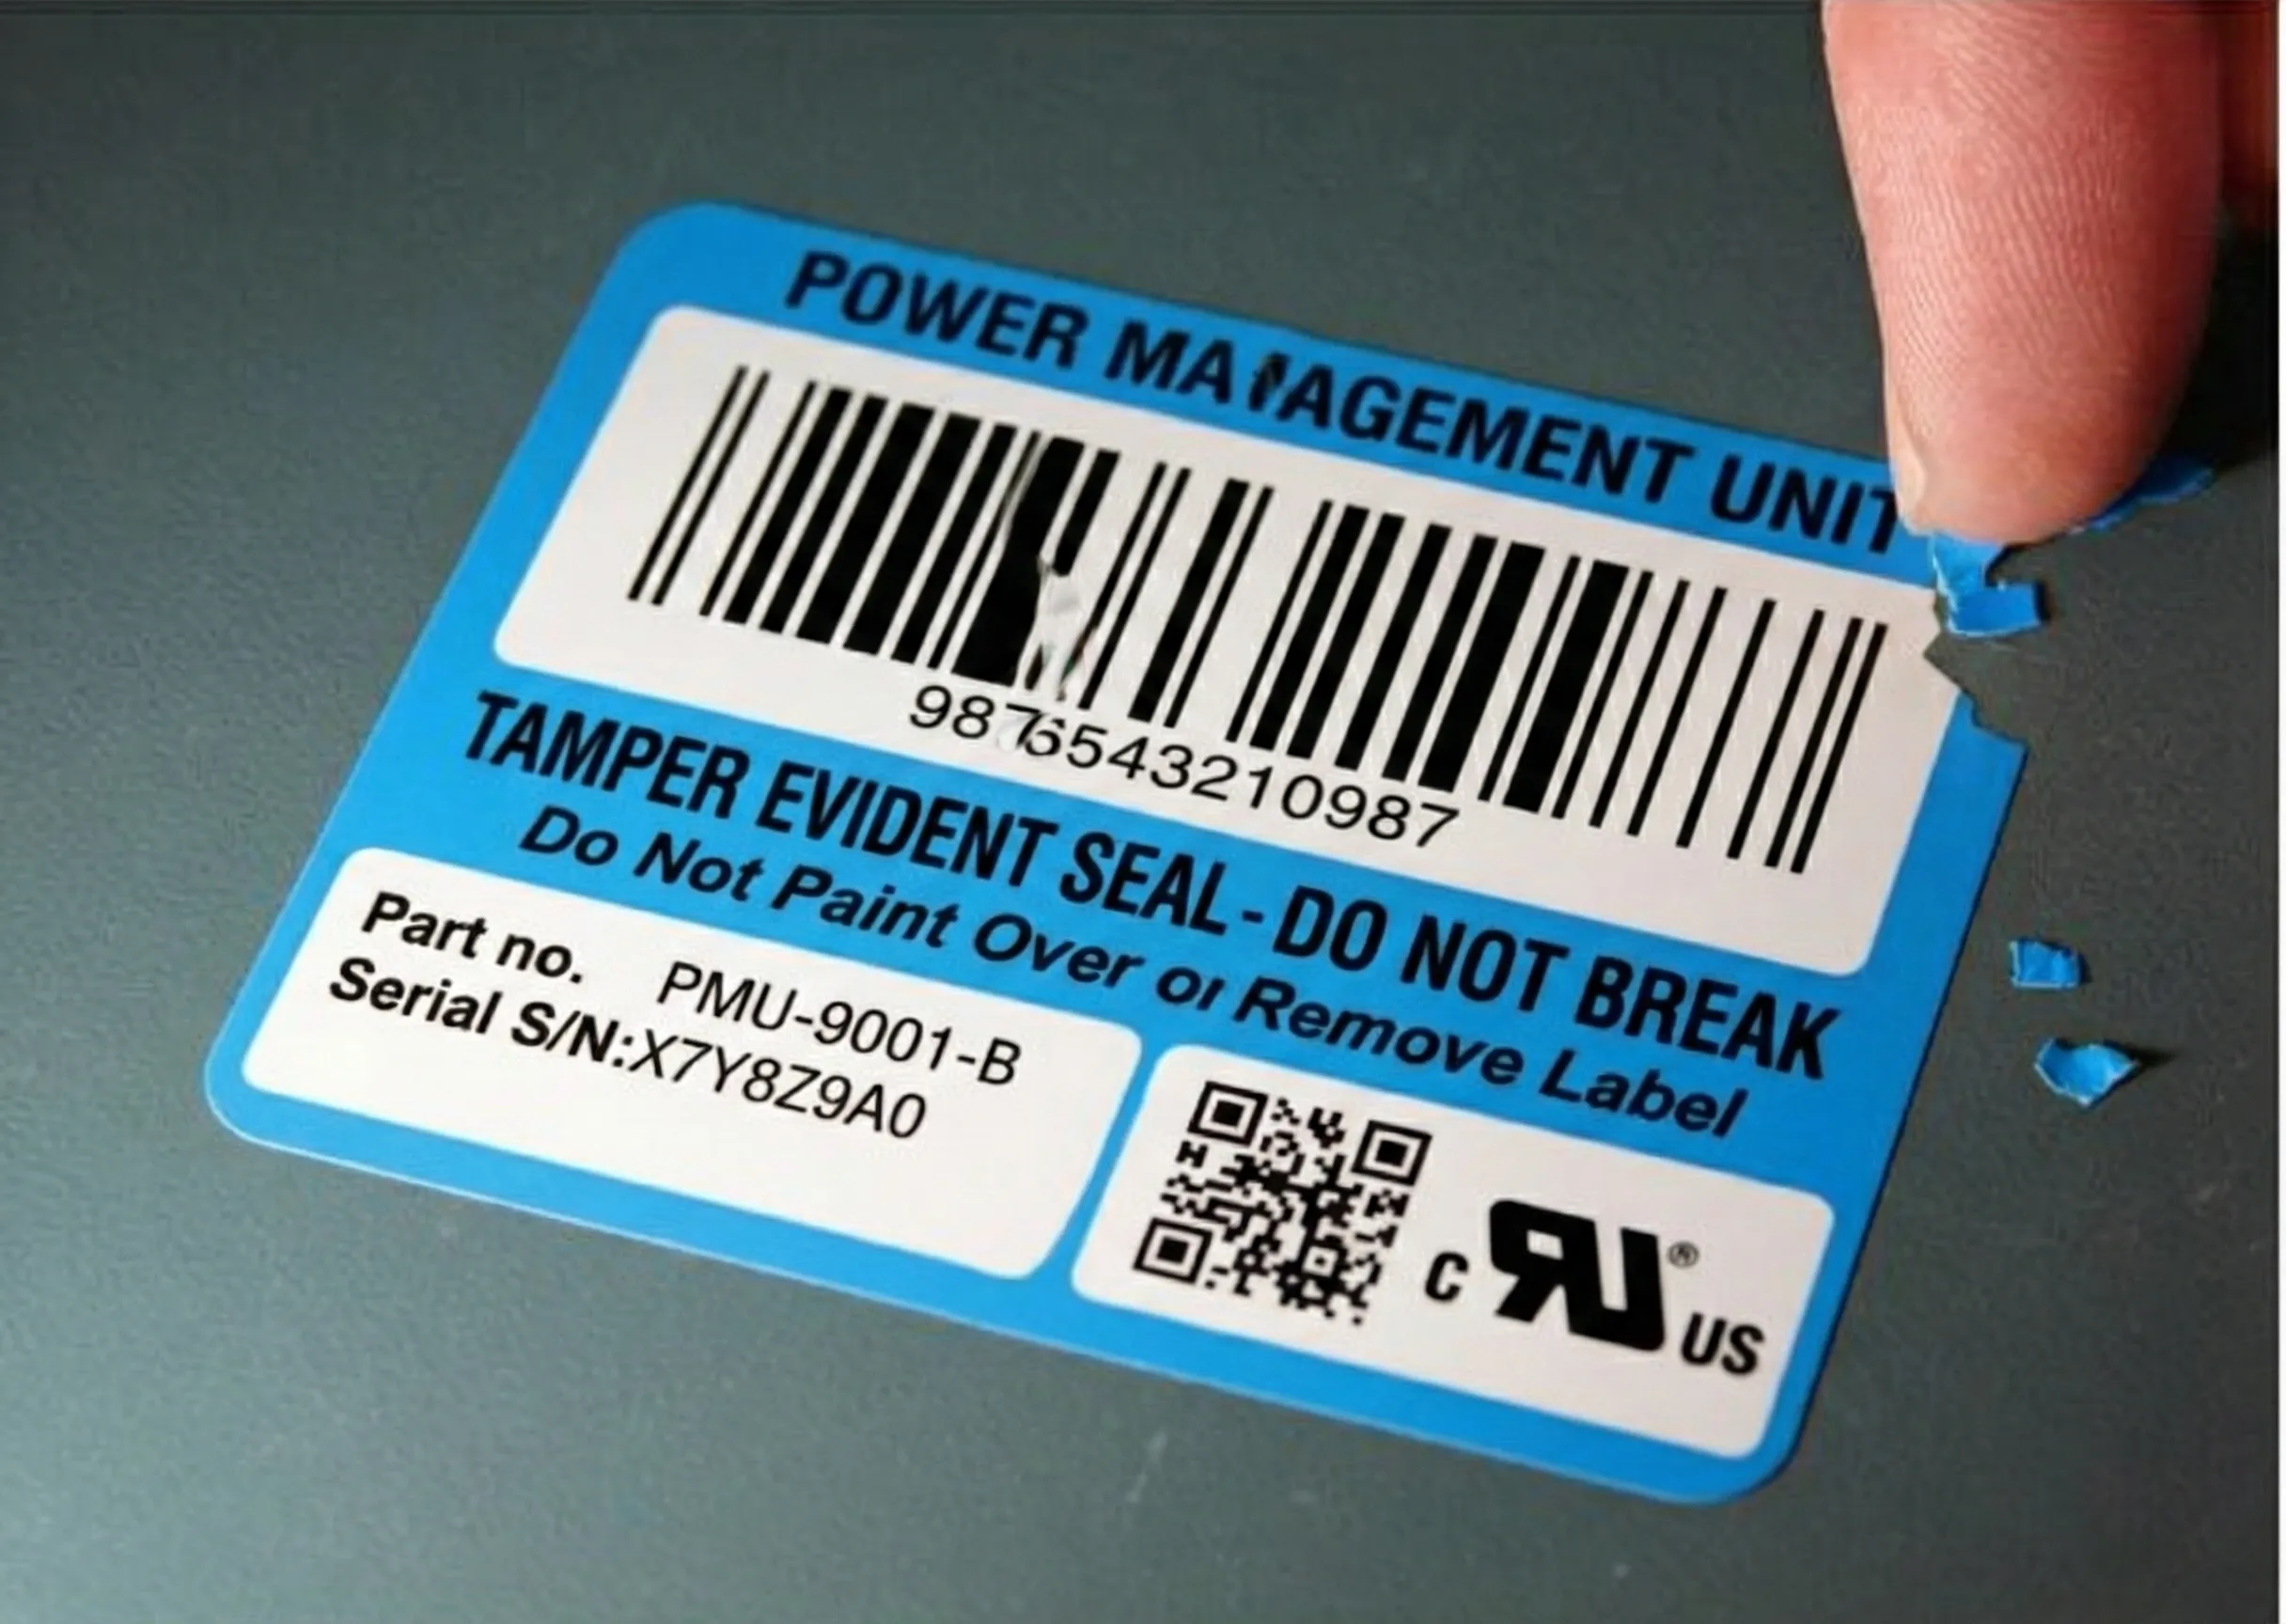 POWER MANAGEMENT UNIT
9876543210987
TAMPER EVIDENT SEAL - DO NOT BREAK
Do Not Paint Over or Remove Label
Part no. PMU-9001-B
Serial S/N: X7Y8Z9A0
c RU ® US